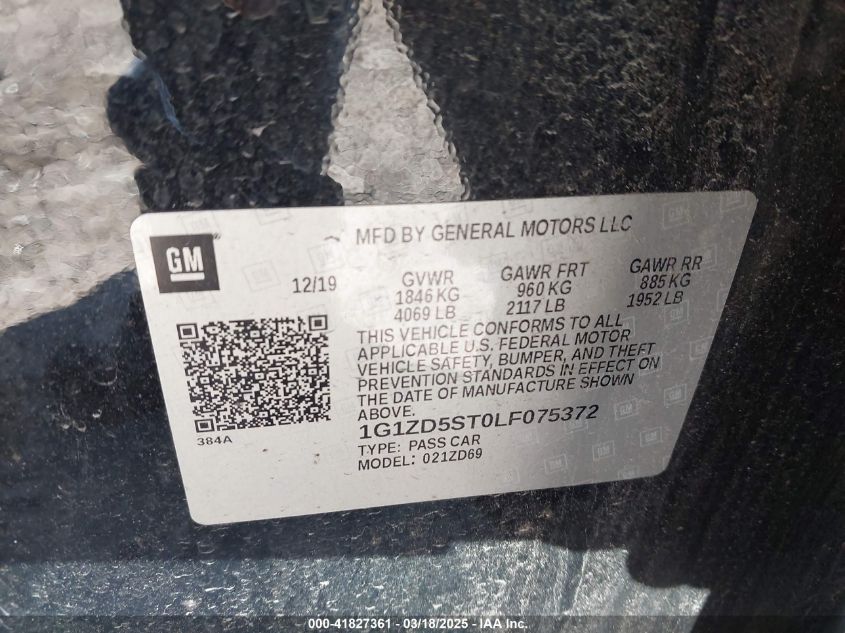 GM
MFD BY GENERAL MOTORS LLC
12/19
GVWR
1846 KG
4069 LB
GAWR FRT
960 KG
2117 LB
GAWR RR
885 KG
1952 LB
THIS VEHICLE CONFORMS TO ALL
APPLICABLE U.S. FEDERAL MOTOR
VEHICLE SAFETY, BUMPER, AND THEFT
PREVENTION STANDARDS IN EFFECT ON
THE DATE OF MANUFACTURE SHOWN
ABOVE.
384A
1G1ZD5ST0LF075372
TYPE: PASS CAR
MODEL: 021ZD69
000-41827361 — 03/18/2025 — IAA Inc.